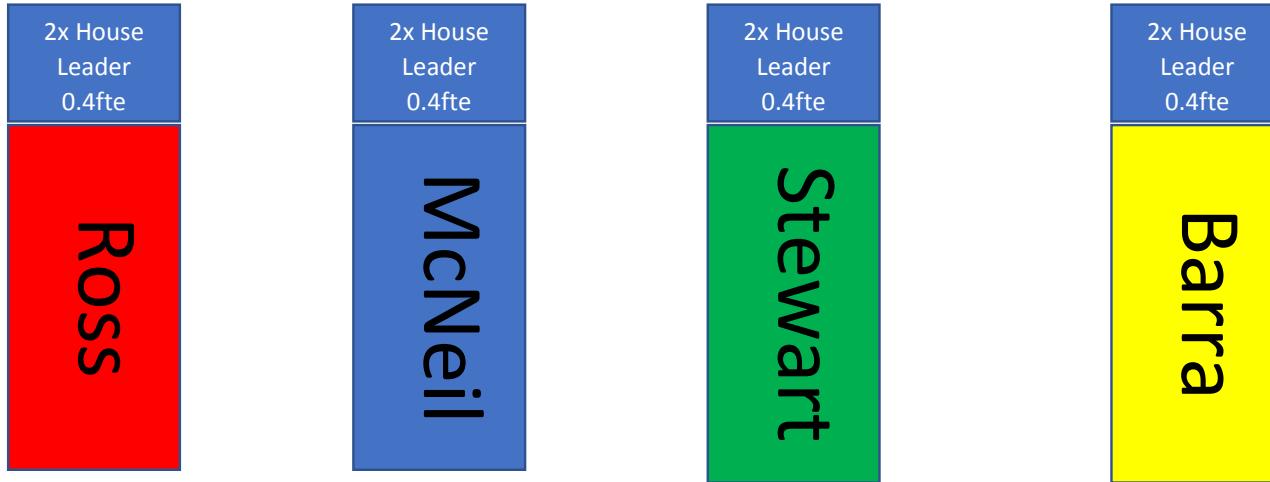 2x House
Leader
0.4fte
2x House
Leader
0.4fte
2x House
Leader
0.4fte
2x House
Leader
0.4fte
Ross
McNeil
Stewart
Barra